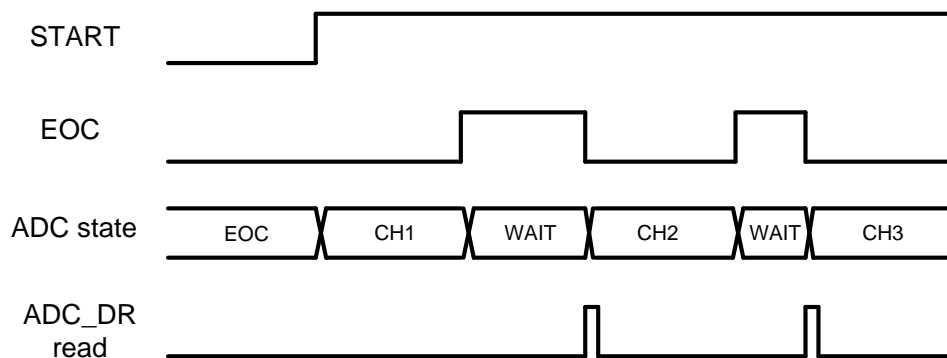 START
EOC
ADC state
EOC CH1 WAIT CH2 WAIT CH3
ADC_DR
read